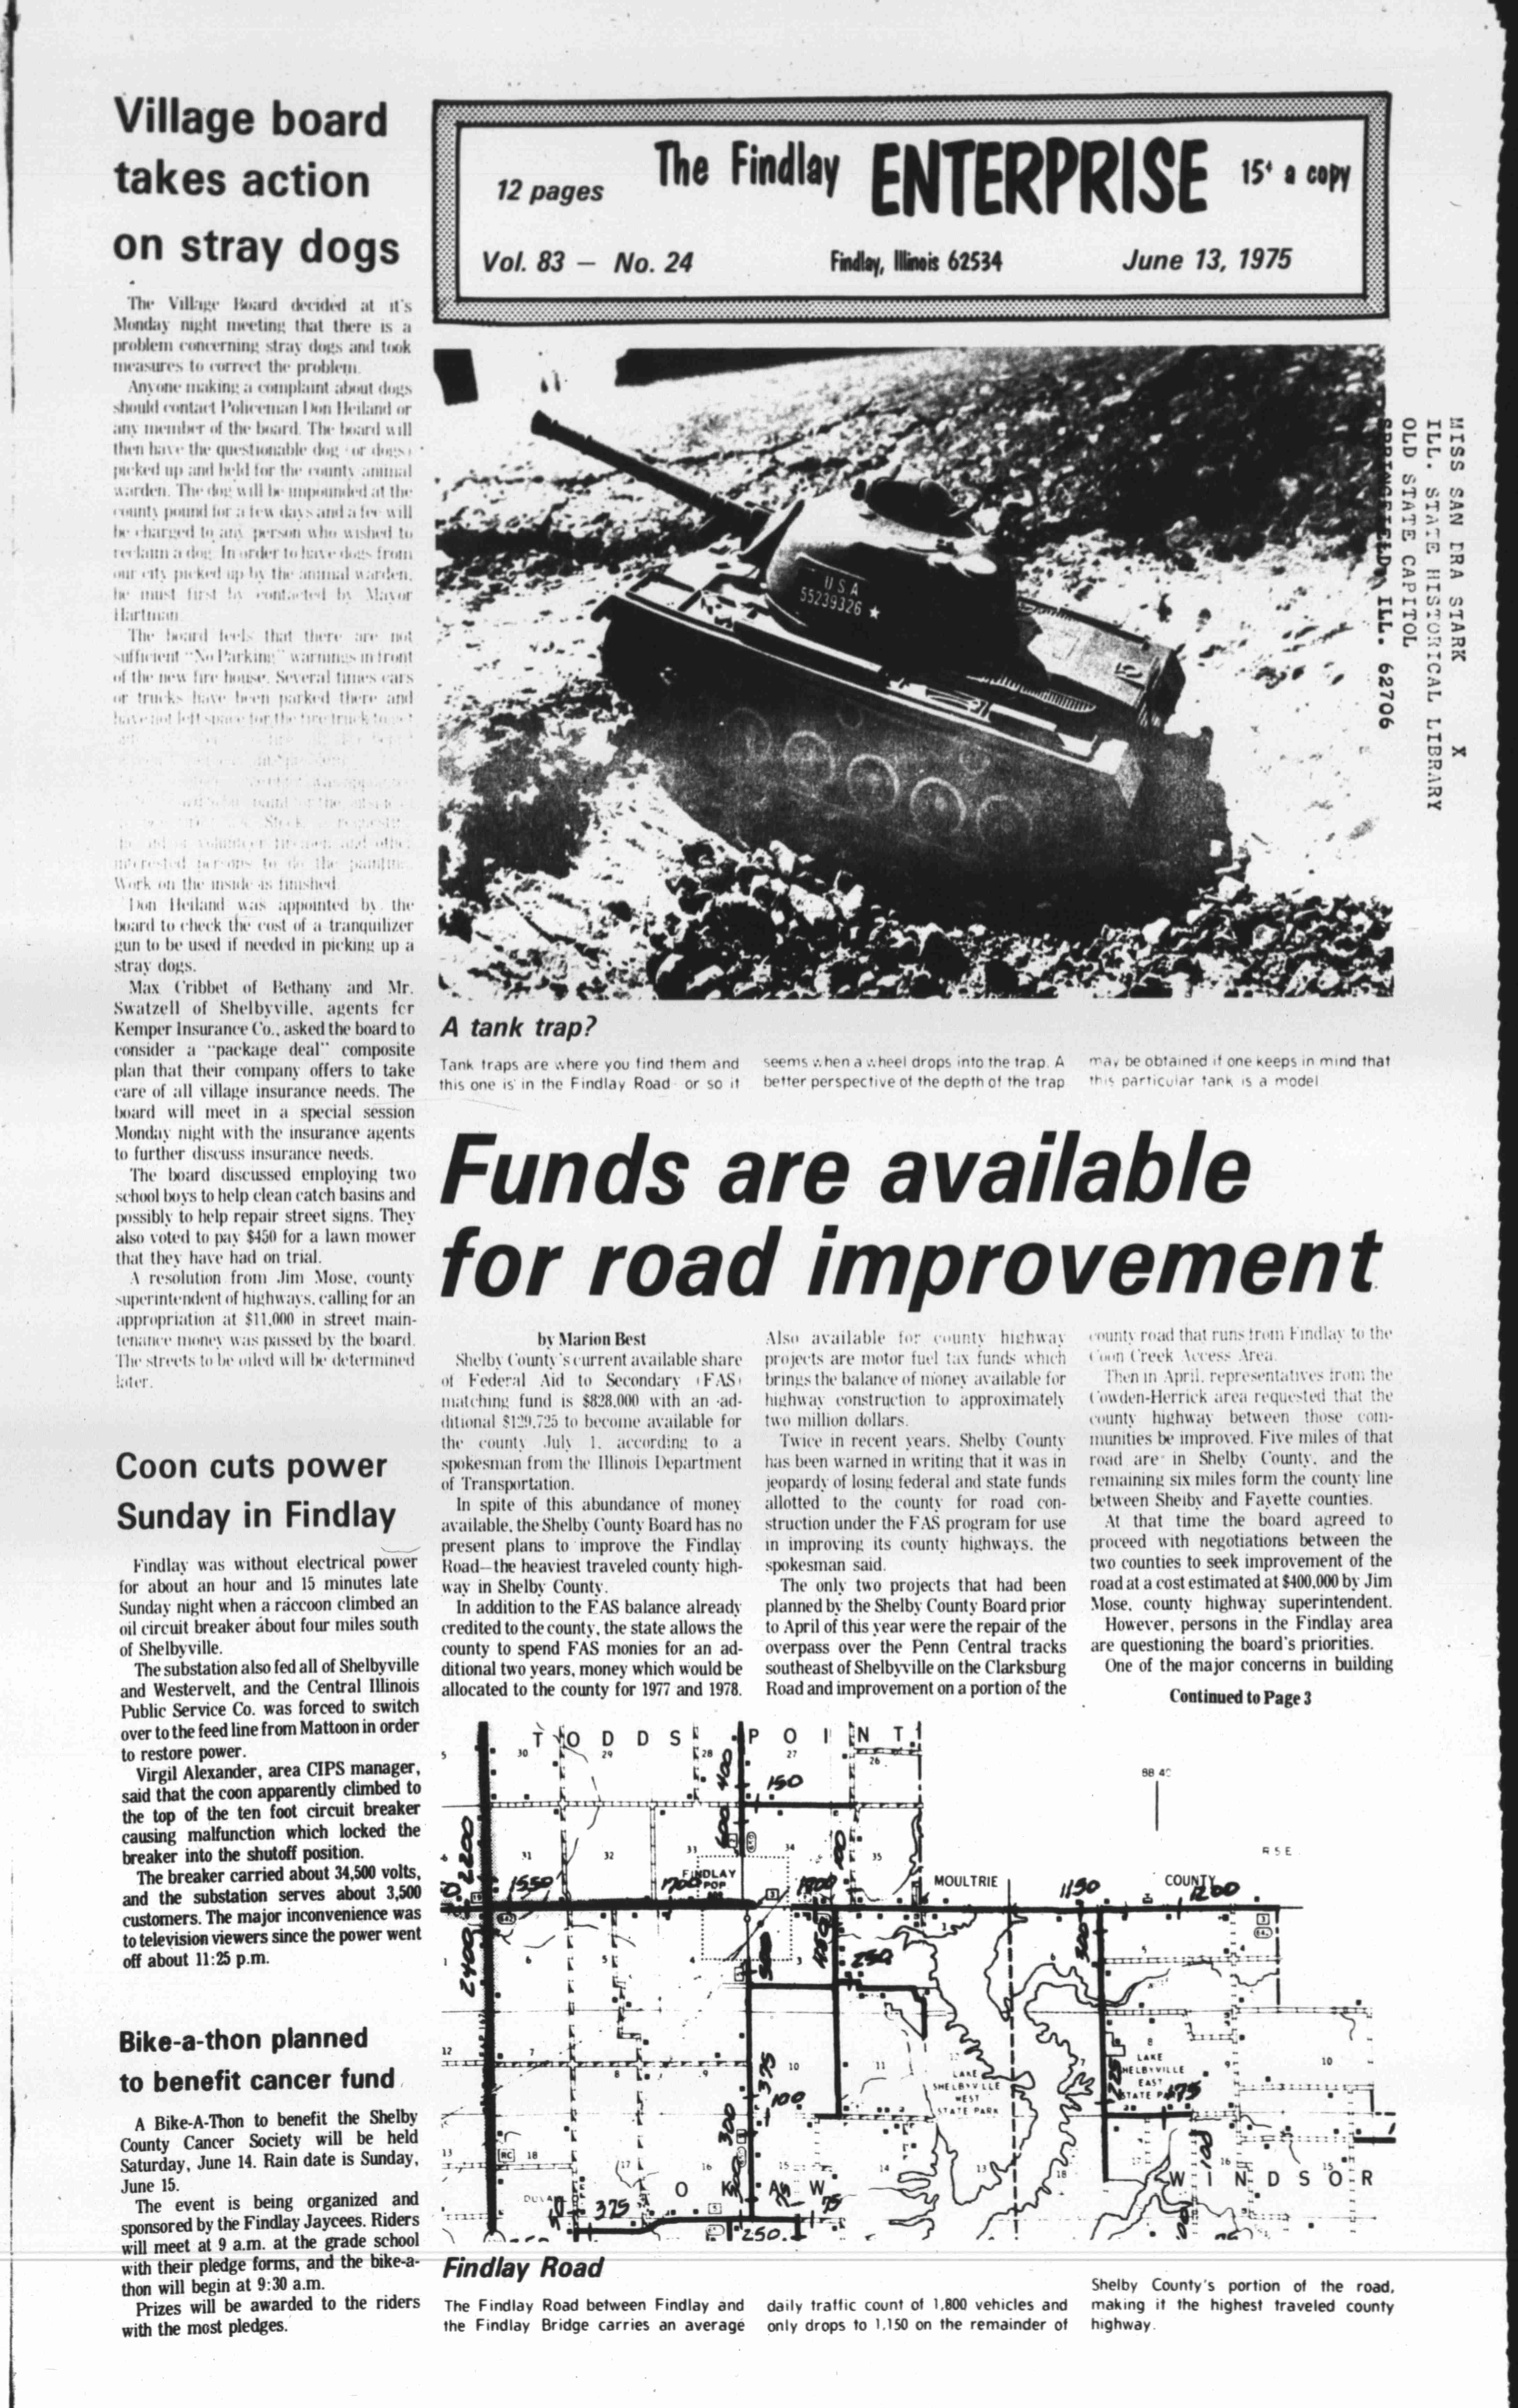 Village board
takes action
on stray dogs
The Village Board decided at it's
Monday night meeting that there is a
problem concerning stray dogs and took
measures to correct the problem.
Anyone making a complaint about dogs
should contact Policeman Don Heiland or
any member of the board. The board will
then have the questionable dog (or dogs)
picked up and held for the county animal
warden. The dog will be impounded at the
county pound for a few days and a fee will
be charged to any person who wished to
reclaim a dog. In order to have dogs from
our city picked up by the animal warden,
he must first by contacted by Mayor
Hartman.
The board feels that there are not
sufficient "No Parking" warnings in front
of the new fire house. Several times cars
or trucks have been parked there and
have not left space for the fire truck to get
volunteer firemen and other
interested persons to do the painting.
Work on the inside is finished.
Don Heiland was appointed by the
board to check the cost of a tranquilizer
gun to be used if needed in picking up a
stray dogs.
Max Cribbet of Bethany and Mr.
Swatzell of Shelbyville, agents for
Kemper Insurance Co., asked the board to
consider a "package deal" composite
plan that their company offers to take
care of all village insurance needs. The
board will meet in a special session
Monday night with the insurance agents
to further discuss insurance needs.
The board discussed employing two
school boys to help clean catch basins and
possibly to help repair street signs. They
also voted to pay $450 for a lawn mower
that they have had on trial.
A resolution from Jim Mose, county
superintendent of highways, calling for an
appropriation at $11,000 in street main-
tenance money was passed by the board.
The streets to be oiled will be determined
later.
Coon cuts power
Sunday in Findlay
Findlay was without electrical power
for about an hour and 15 minutes late
Sunday night when a raccoon climbed an
oil circuit breaker about four miles south
of Shelbyville.
The substation also fed all of Shelbyville
and Westervelt, and the Central Illinois
Public Service Co. was forced to switch
over to the feed line from Mattoon in order
to restore power.
Virgil Alexander, area CIPS manager,
said that the coon apparently climbed to
the top of the ten foot circuit breaker
causing malfunction which locked the
breaker into the shutoff position.
The breaker carried about 34,500 volts,
and the substation serves about 3,500
customers. The major inconvenience was
to television viewers since the power went
off about 11:25 p.m.
Bike-a-thon planned
to benefit cancer fund
A Bike-A-Thon to benefit the Shelby
County Cancer Society will be held
Saturday, June 14. Rain date is Sunday,
June 15.
The event is being organized and
sponsored by the Findlay Jaycees. Riders
will meet at 9 a.m. at the grade school
with their pledge forms, and the bike-a-
thon will begin at 9:30 a.m.
Prizes will be awarded to the riders
with the most pledges.
12 pages
The Findlay ENTERPRISE
15¢ a copy
Vol. 83 — No. 24
Findlay, Illinois 62534
June 13, 1975
MISS SAN DRA STARK X
ILL. STATE HISTORICAL LIBRARY
OLD STATE CAPITOL
SPRINGFIELD, ILL. 62706
USA
55239326
A tank trap?
Tank traps are where you find them and
this one is in the Findlay Road or so it
seems when a wheel drops into the trap. A
better perspective of the depth of the trap
may be obtained if one keeps in mind that
this particular tank is a model
Funds are available
for road improvement
by Marion Best
Shelby County's current available share
of Federal Aid to Secondary (FAS)
matching fund is $828,000 with an ad-
ditional $129,725 to become available for
the county July 1, according to a
spokesman from the Illinois Department
of Transportation.
In spite of this abundance of money
available, the Shelby County Board has no
present plans to improve the Findlay
Road—the heaviest traveled county high-
way in Shelby County.
In addition to the FAS balance already
credited to the county, the state allows the
county to spend FAS monies for an ad-
ditional two years, money which would be
allocated to the county for 1977 and 1978.
Also available for county highway
projects are motor fuel tax funds which
brings the balance of money available for
highway construction to approximately
two million dollars.
Twice in recent years, Shelby County
has been warned in writing that it was in
jeopardy of losing federal and state funds
allotted to the county for road con-
struction under the FAS program for use
in improving its county highways, the
spokesman said.
The only two projects that had been
planned by the Shelby County Board prior
to April of this year were the repair of the
overpass over the Penn Central tracks
southeast of Shelbyville on the Clarksburg
Road and improvement on a portion of the
county road that runs from Findlay to the
Coon Creek Access Area.
Then in April, representatives from the
Cowden-Herrick area requested that the
county highway between those com-
munities be improved. Five miles of that
road are in Shelby County, and the
remaining six miles form the county line
between Shelby and Fayette counties.
At that time the board agreed to
proceed with negotiations between the
two counties to seek improvement of the
road at a cost estimated at $400,000 by Jim
Mose, county highway superintendent.
However, persons in the Findlay area
are questioning the board's priorities.
One of the major concerns in building
Continued to Page 3
TODDS POINT
30 29 28 27 26
400
150
88 4
600
2200
31 32 33 34 35
R 5 E
FINDLAY
POP
1550 1700 1200
MOULTRIE COUNTY
1150 1200
2400
300
250
375
100
300
LAKE
SHELBYVILLE
WEST
STATE PARK
LAKE
SHELBYVILLE
EAST
STATE PARK
175
225
100
OKAW
WINDSOR
375
75
250
Findlay Road
The Findlay Road between Findlay and
the Findlay Bridge carries an average
daily traffic count of 1,800 vehicles and
only drops to 1,150 on the remainder of
Shelby County's portion of the road,
making it the highest traveled county
highway.